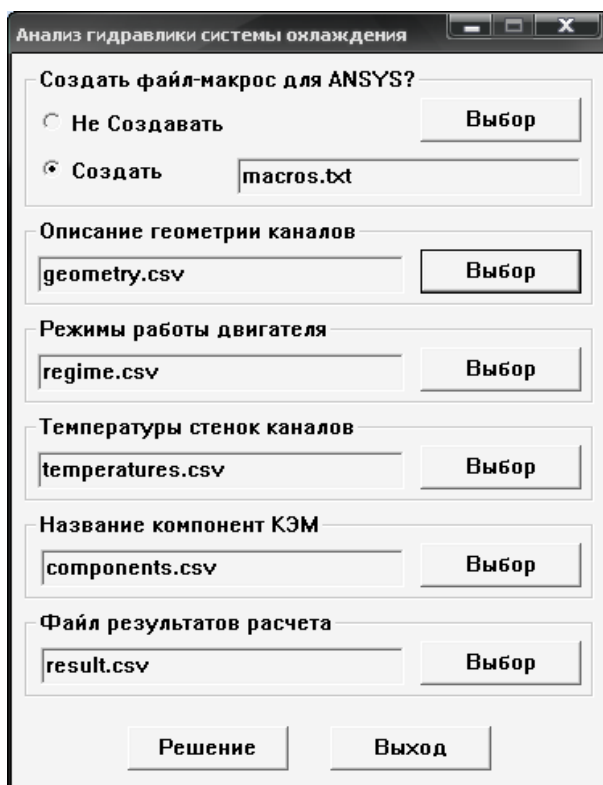 Анализ гидравлики системы охлаждения
Создать файл-макрос для ANSYS?
Не Создавать
Выбор
Создать
macros.txt
Описание геометрии каналов
geometry.csv
Выбор
Режимы работы двигателя
regime.csv
Выбор
Температуры стенок каналов
temperatures.csv
Выбор
Название компонент КЭМ
components.csv
Выбор
Файл результатов расчета
result.csv
Выбор
Решение
Выход